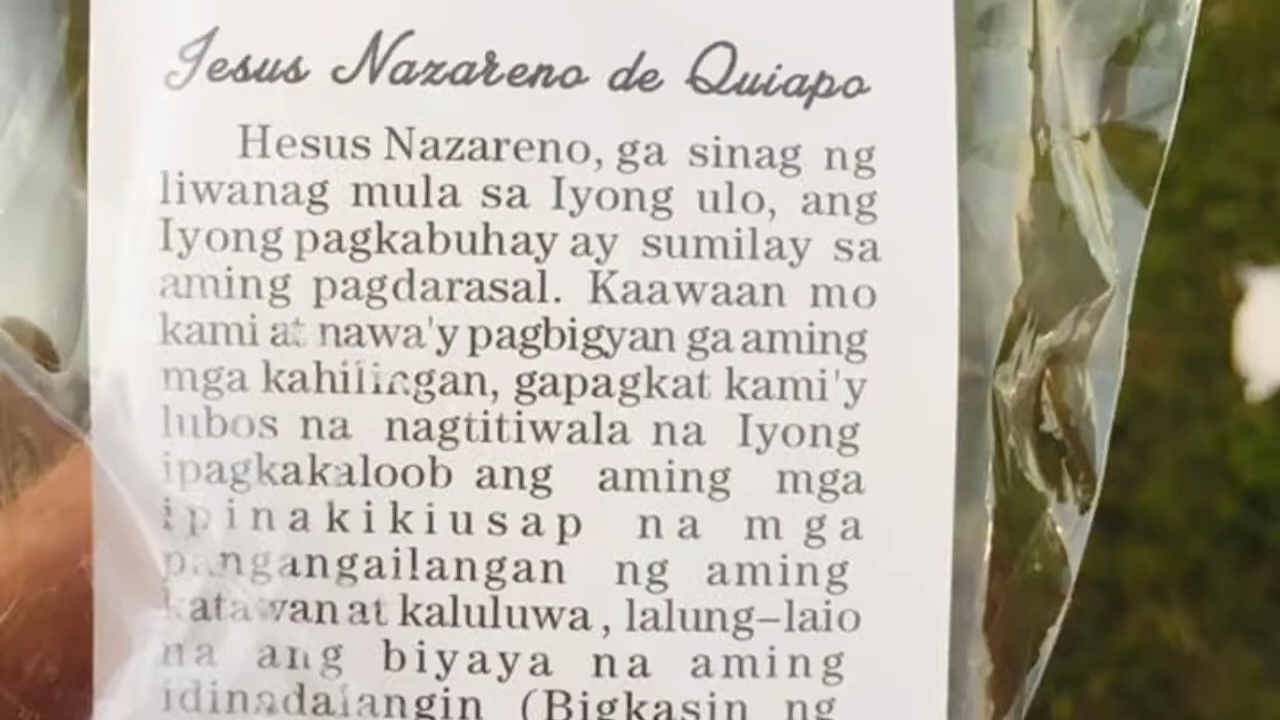 Jesus Nazareno de Quiapo
Hesus Nazareno, ga sinag ng
liwanag mula sa Iyong ulo, ang
Iyong pagkabuhay ay sumilay sa
aming pagdarasal. Kaawaan mo
kami at nawa'y pagbigyan ga aming
mga kahilingan, gapagkat kami'y
lubos na nagtitiwala na Iyong
ipagkakaloob ang aming mga
ipinakikiusap na mga
pangangailangan ng aming
katawan at kaluluwa, lalung–laio
na ang biyaya na aming
idinadalangin (Bigkasin ng